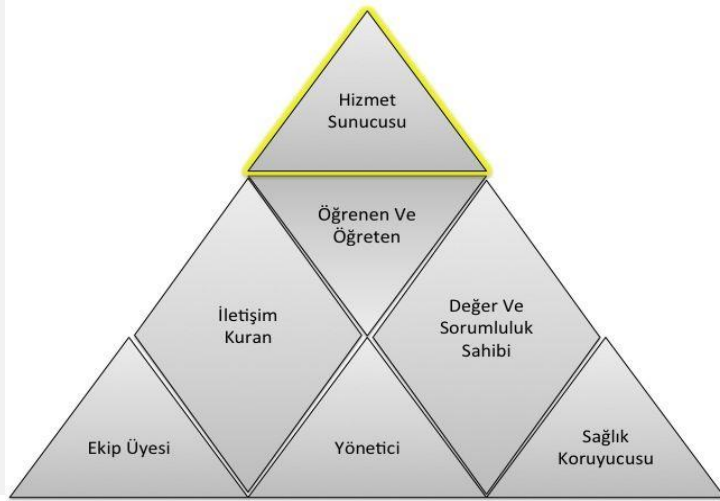 Hizmet
Sunucusu
Öğrenen Ve
Öğreten
İletişim
Kuran
Değer Ve
Sorumluluk
Sahibi
Ekip Üyesi
Yönetici
Sağlık
Koruyucusu